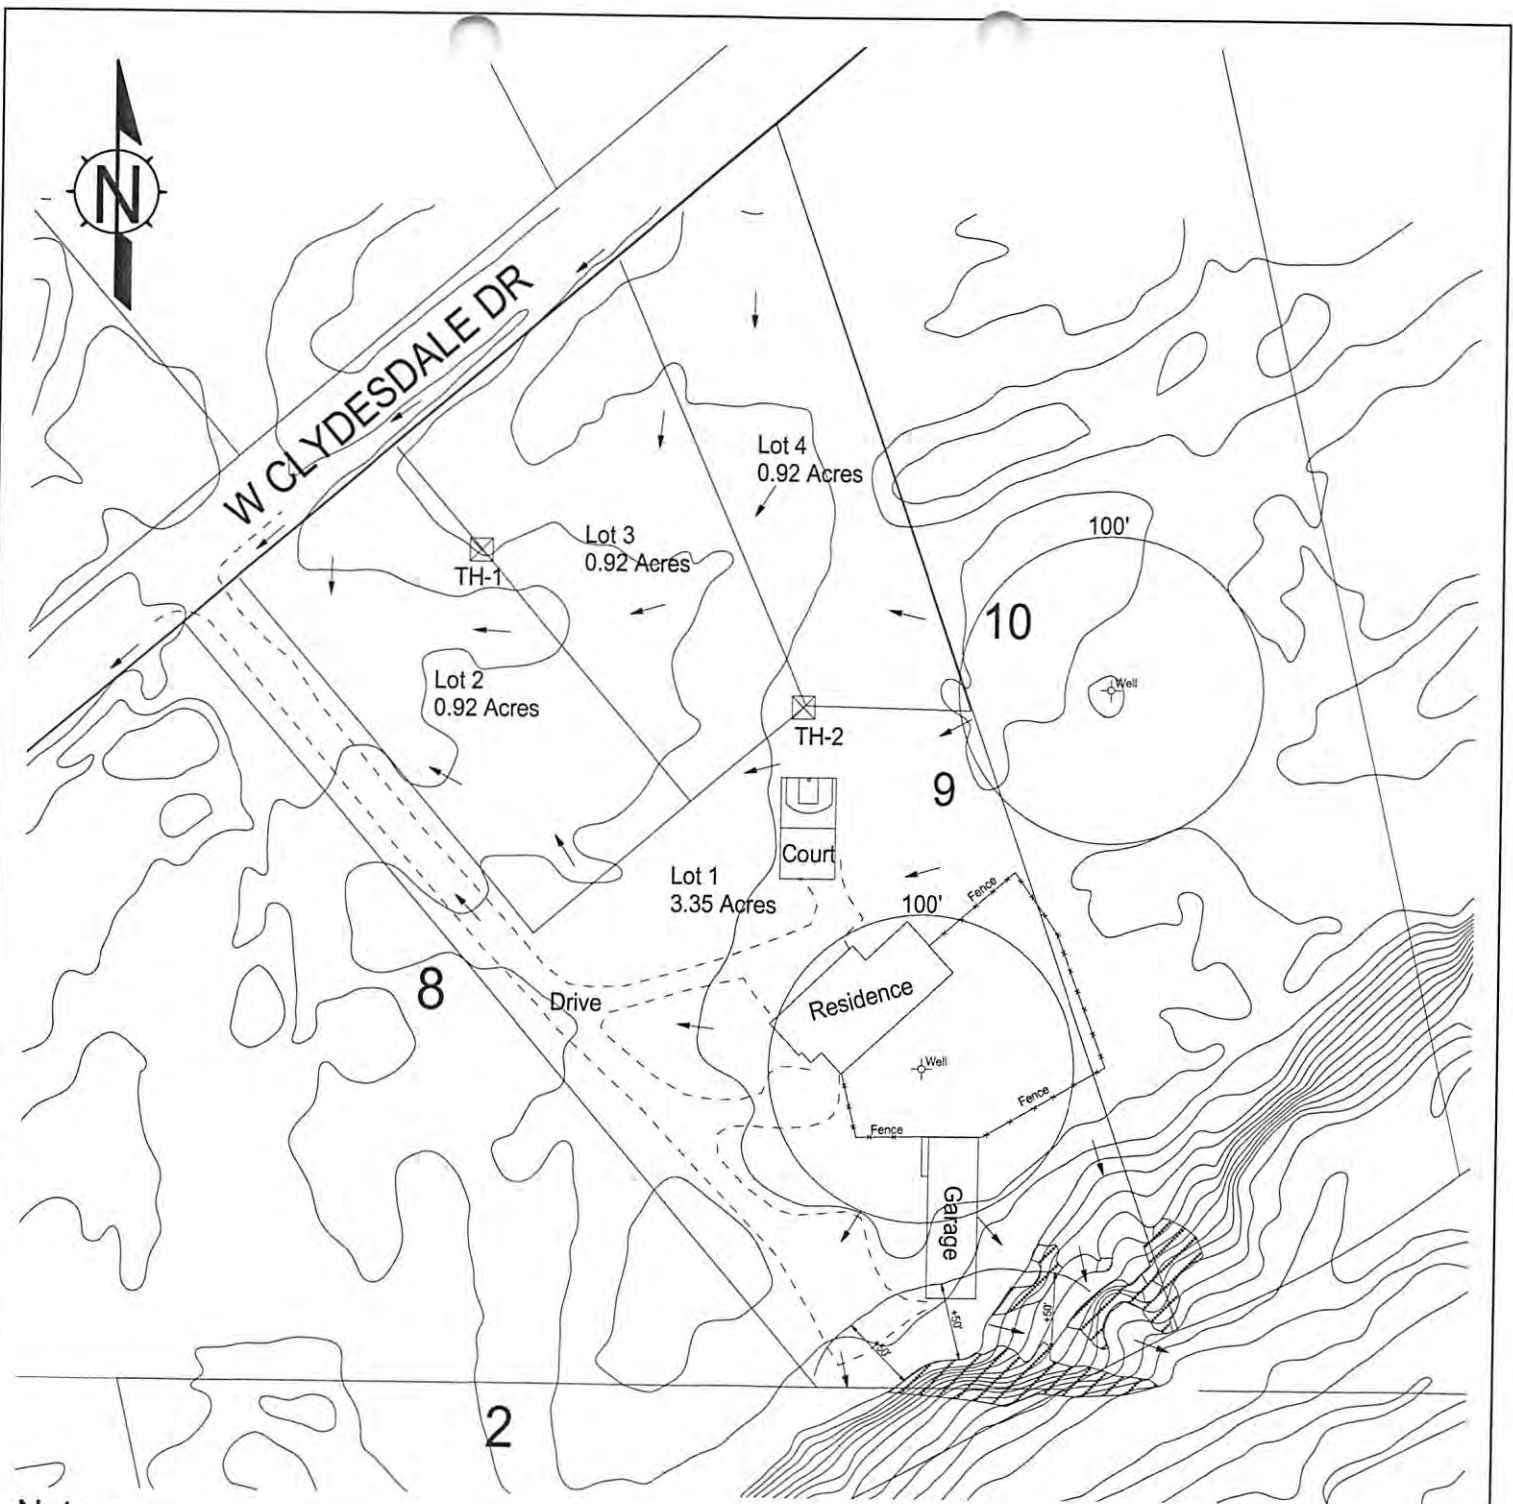 N
W CLYDESDALE DR
Lot 4
0.92 Acres
Lot 3
0.92 Acres
100'
TH-1
10
Well
Lot 2
0.92 Acres
TH-2
9
Court
Lot 1
3.35 Acres
Fence
100'
8
Drive
Residence
Well
Fence
Fence
Garage
+50'
+50'
+50'
2